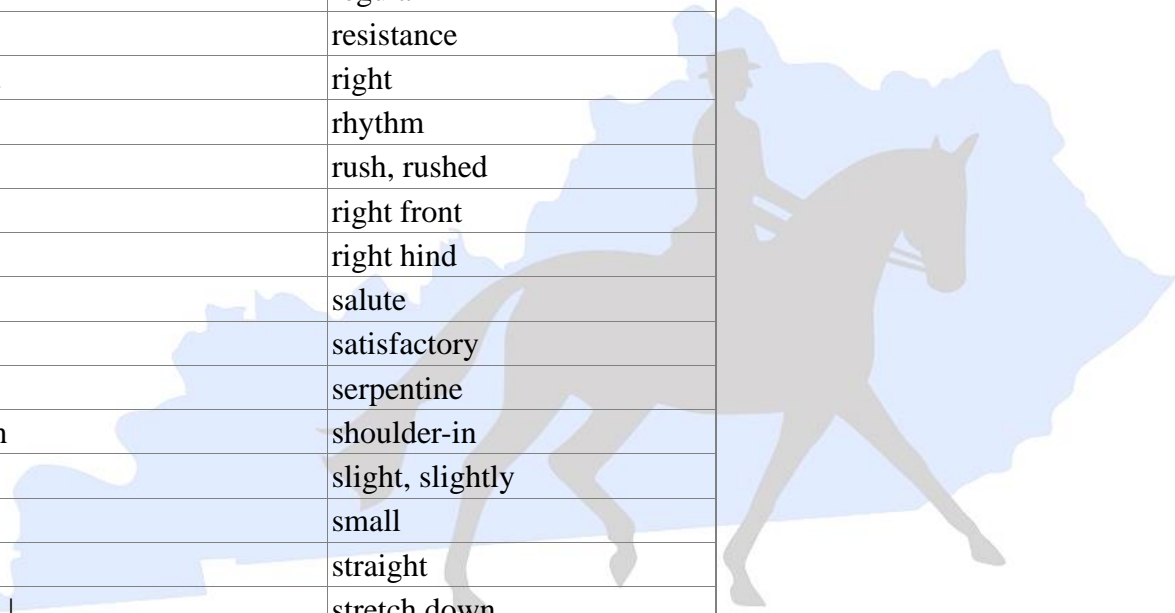 resistance
right
rhythm
rush, rushed
right front
right hind
salute
satisfactory
serpentine
shoulder-in
slight, slightly
small
straight
stretch down